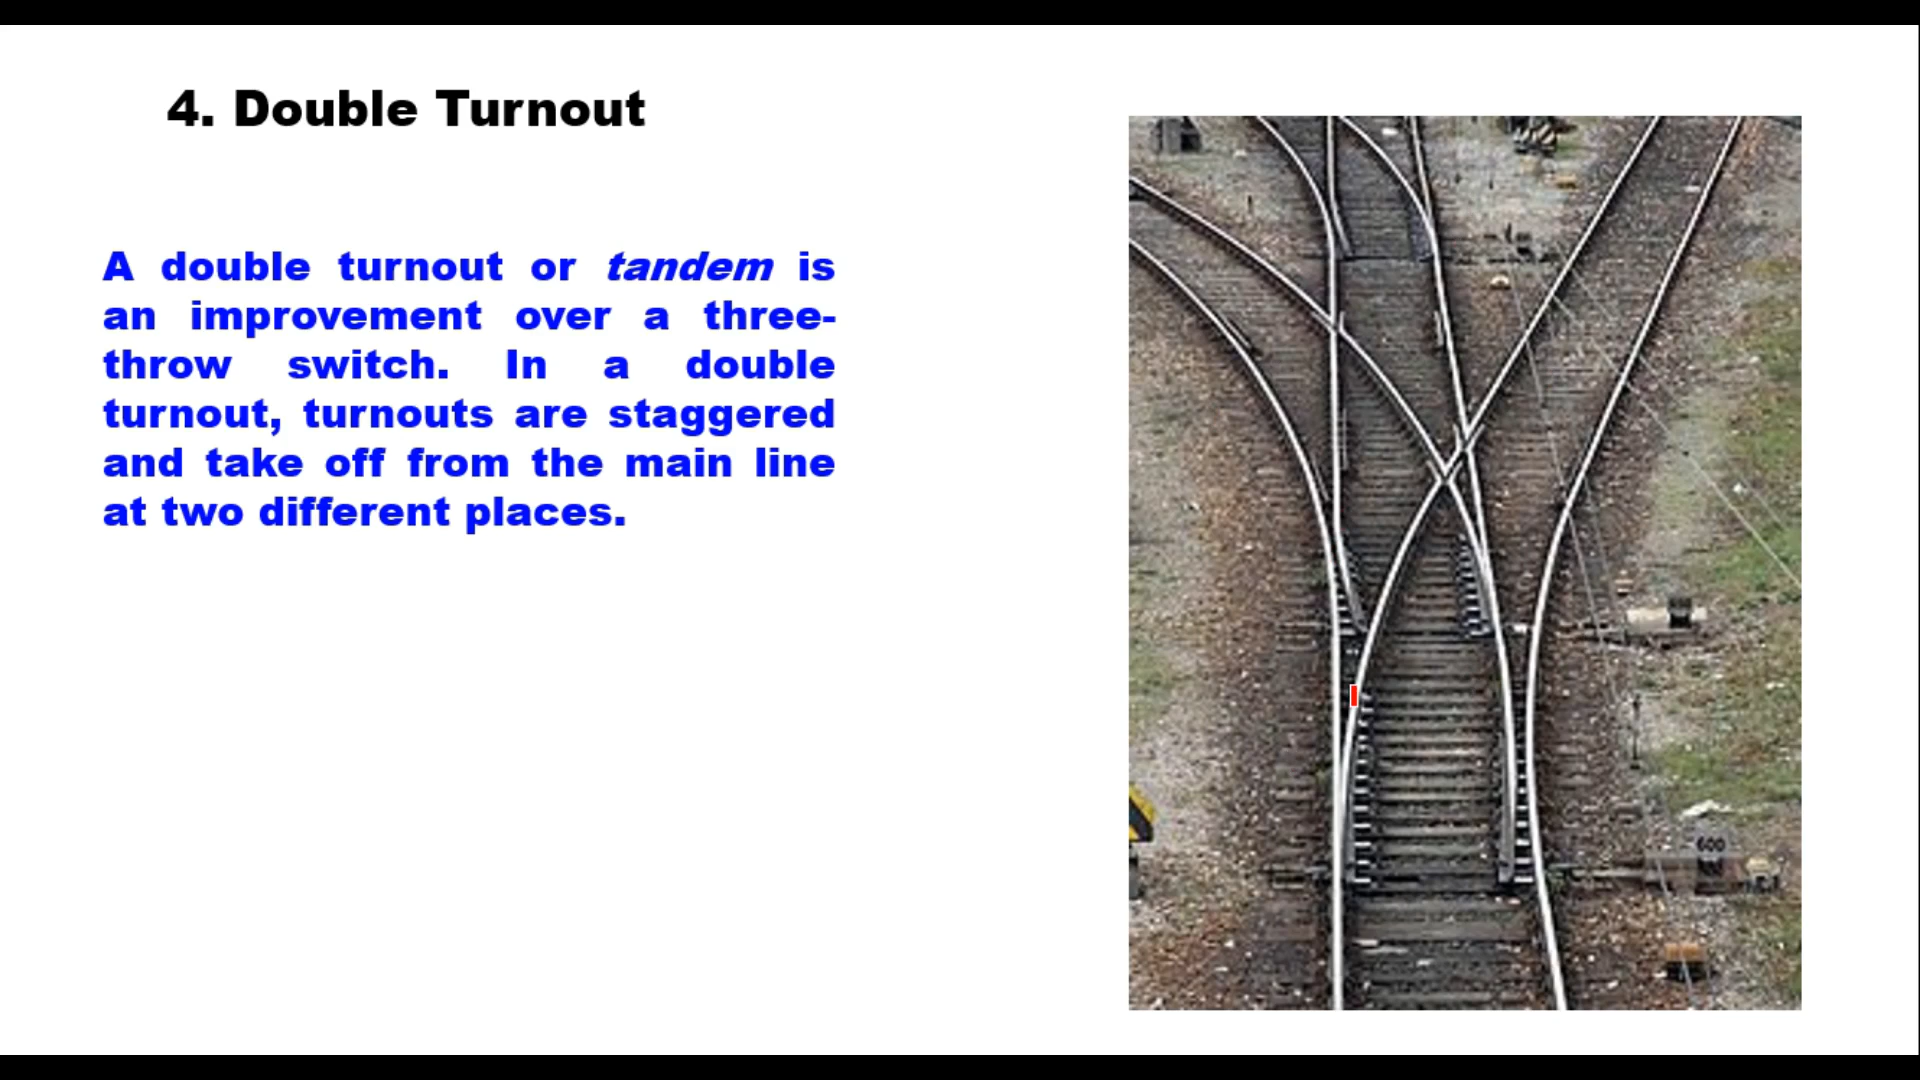 4. Double Turnout
A double turnout or tandem is
an improvement over a three-
throw switch. In a double
turnout, turnouts are staggered
and take off from the main line
at two different places.
600